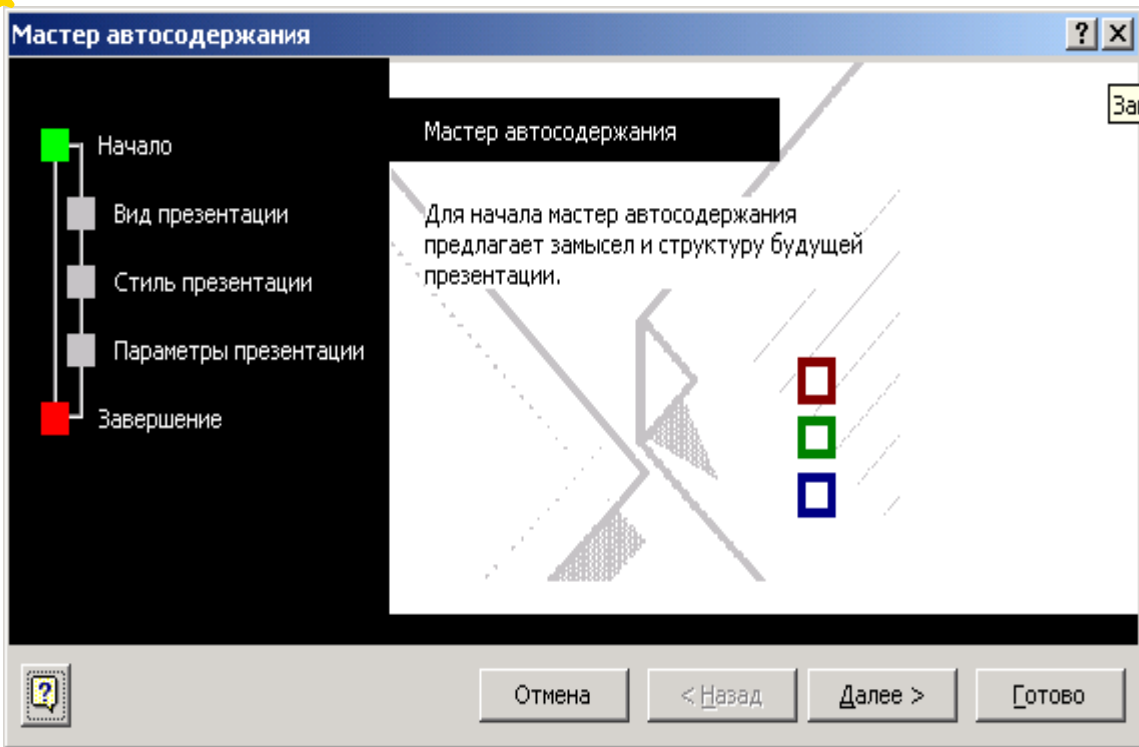 Мастер автосодержания
Начало
Вид презентации
Стиль презентации
Параметры презентации
Завершение
Мастер автосодержания
Для начала мастер автосодержания
предлагает замысел и структуру будущей
презентации.
Отмена
< Назад
Далее >
Готово